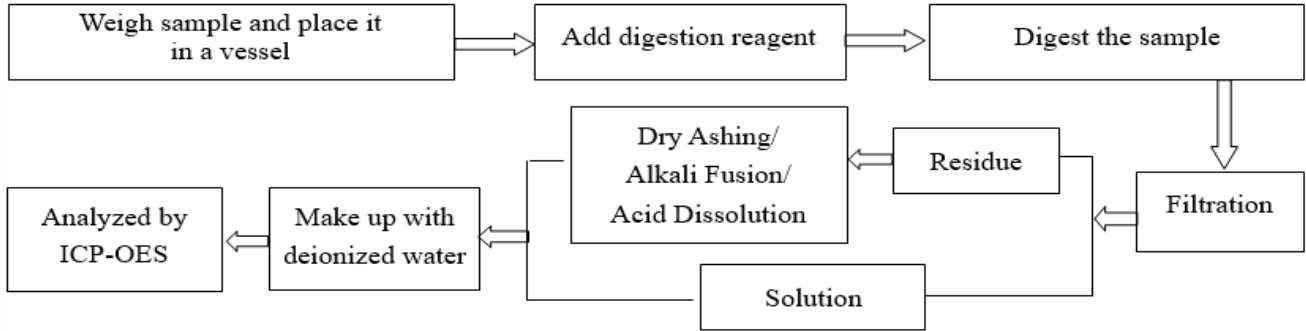 Weigh sample and place it
in a vessel
Add digestion reagent
Digest the sample
Filtration
Residue
Dry Ashing/
Alkali Fusion/
Acid Dissolution
Solution
Make up with
deionized water
Analyzed by
ICP-OES